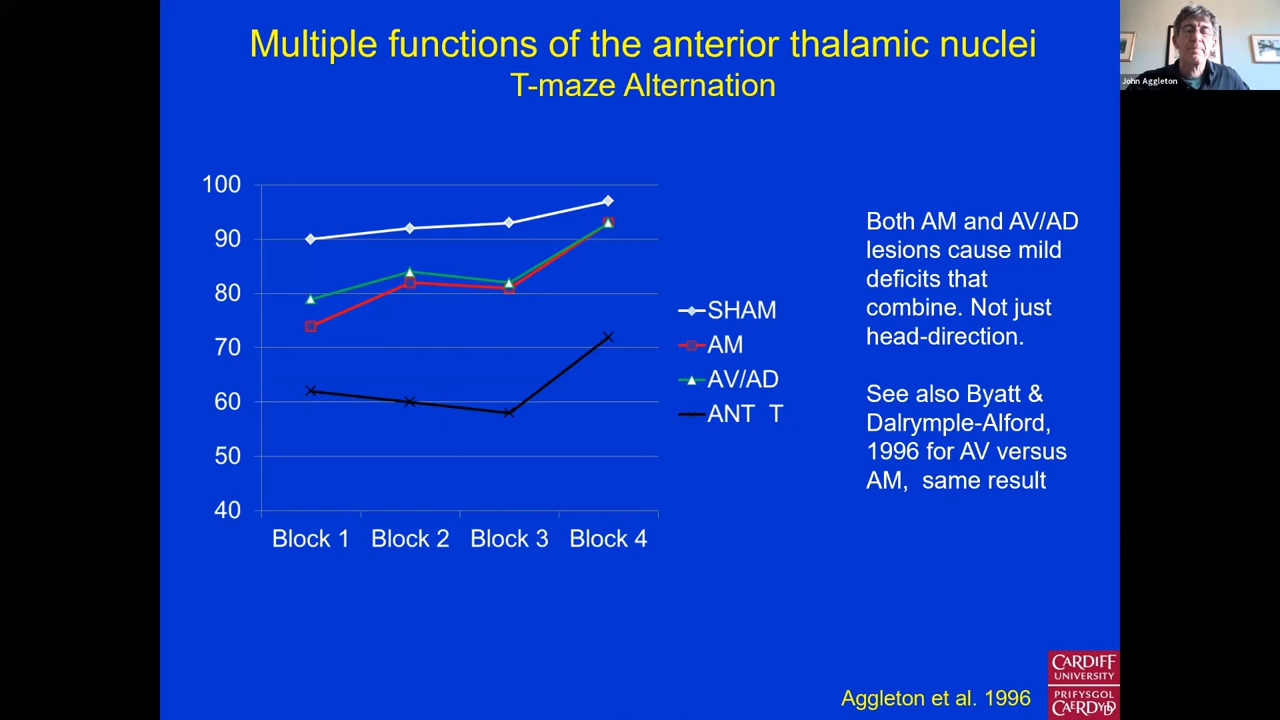 Multiple functions of the anterior thalamic nuclei
T-maze Alternation
John Aggleton
100
90
80
70
60
50
40
Block 1 Block 2 Block 3 Block 4
SHAM
AM
AV/AD
ANT T
Both AM and AV/AD
lesions cause mild
deficits that
combine. Not just
head-direction.
See also Byatt &
Dalrymple-Alford,
1996 for AV versus
AM, same result
Aggleton et al. 1996
CARDIFF
UNIVERSITY
PRIFYSGOL
CAERDYDD